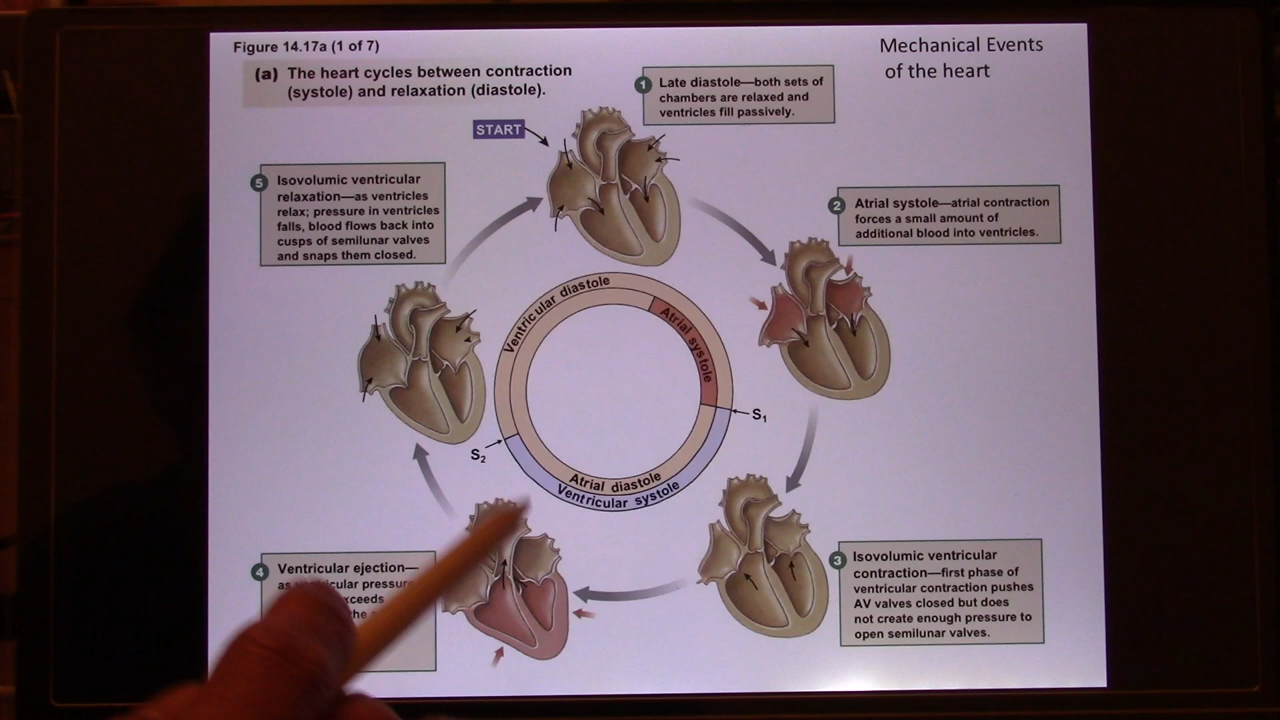 Figure 14.17a (1 of 7)
Mechanical Events
of the heart
(a) The heart cycles between contraction
(systole) and relaxation (diastole).
START
1 Late diastole—both sets of
chambers are relaxed and
ventricles fill passively.
2 Atrial systole—atrial contraction
forces a small amount of
additional blood into ventricles.
3 Isovolumic ventricular
contraction—first phase of
ventricular contraction pushes
AV valves closed but does
not create enough pressure to
open semilunar valves.
4 Ventricular ejection—
as pressure
the
5 Isovolumic ventricular
relaxation—as ventricles
relax; pressure in ventricles
falls, blood flows back into
cusps of semilunar valves
and snaps them closed.
Ventricular diastole
Atrial systole
S1
S2
Atrial diastole
Ventricular systole